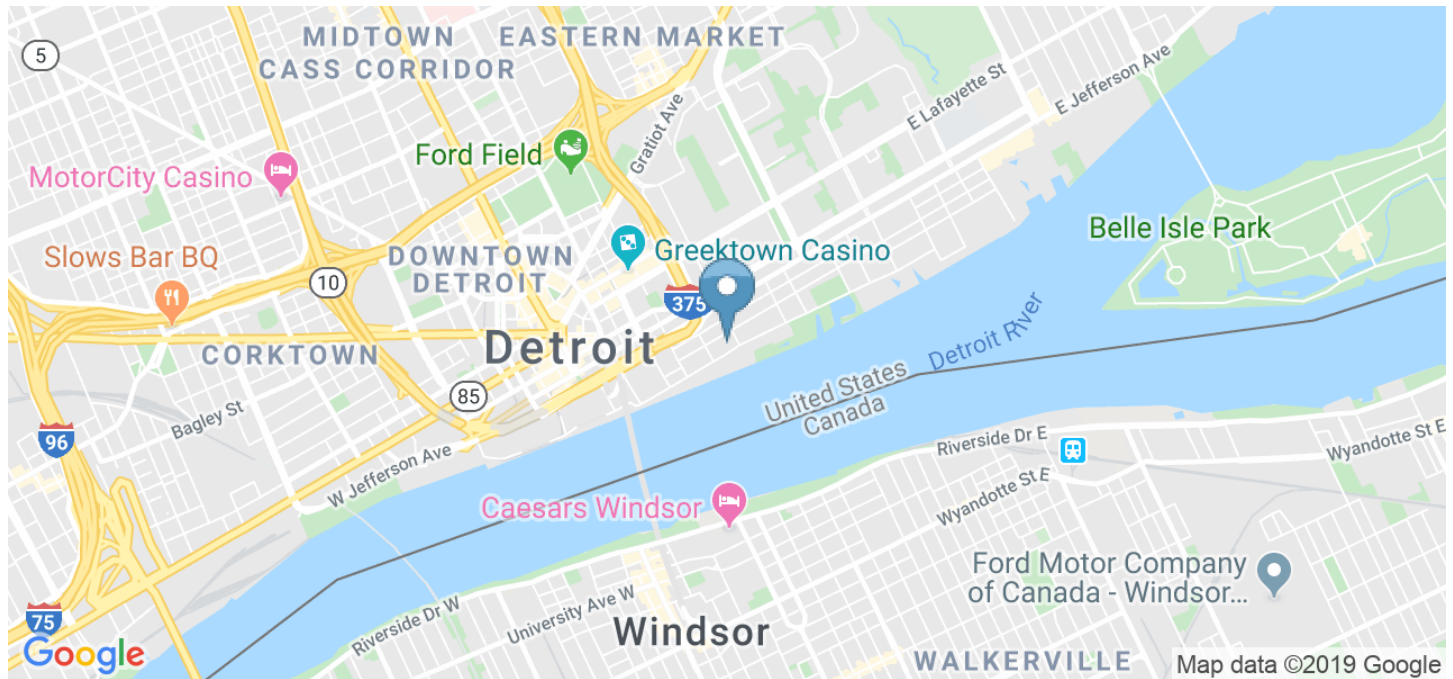 5
MIDTOWN
CASS CORRIDOR
EASTERN MARKET
E Jefferson Ave
E Lafayette St
Gratiot Ave
Ford Field
MotorCity Casino
Belle Isle Park
Slows Bar BQ
DOWNTOWN
DETROIT
Greektown Casino
10
375
Detroit River
Detroit
CORKTOWN
85
United States
Canada
Bagley St
96
W Jefferson Ave
Riverside Dr E
Wyandotte St E
Wyandotte St E
Caesars Windsor
Ford Motor Company
of Canada - Windsor...
75
Riverside Dr W
University Ave W
Windsor
Google
WALKERVILLE
Map data ©2019 Google